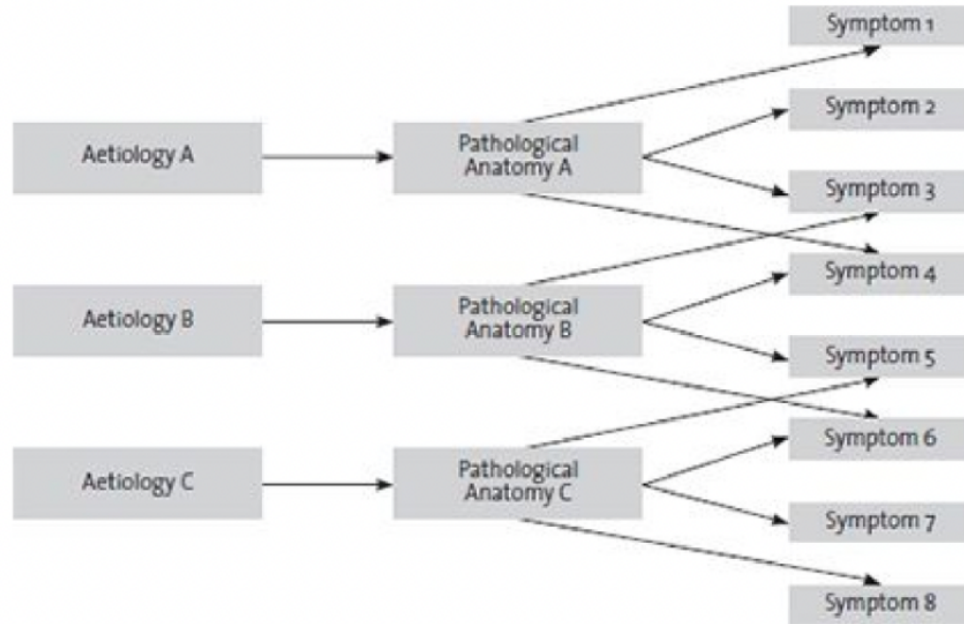 Symptom 1
Symptom 2
Aetiology A
Pathological
Anatomy A
Symptom 3
Symptom 4
Aetiology B
Pathological
Anatomy B
Symptom 5
Symptom 6
Aetiology C
Pathological
Anatomy C
Symptom 7
Symptom 8